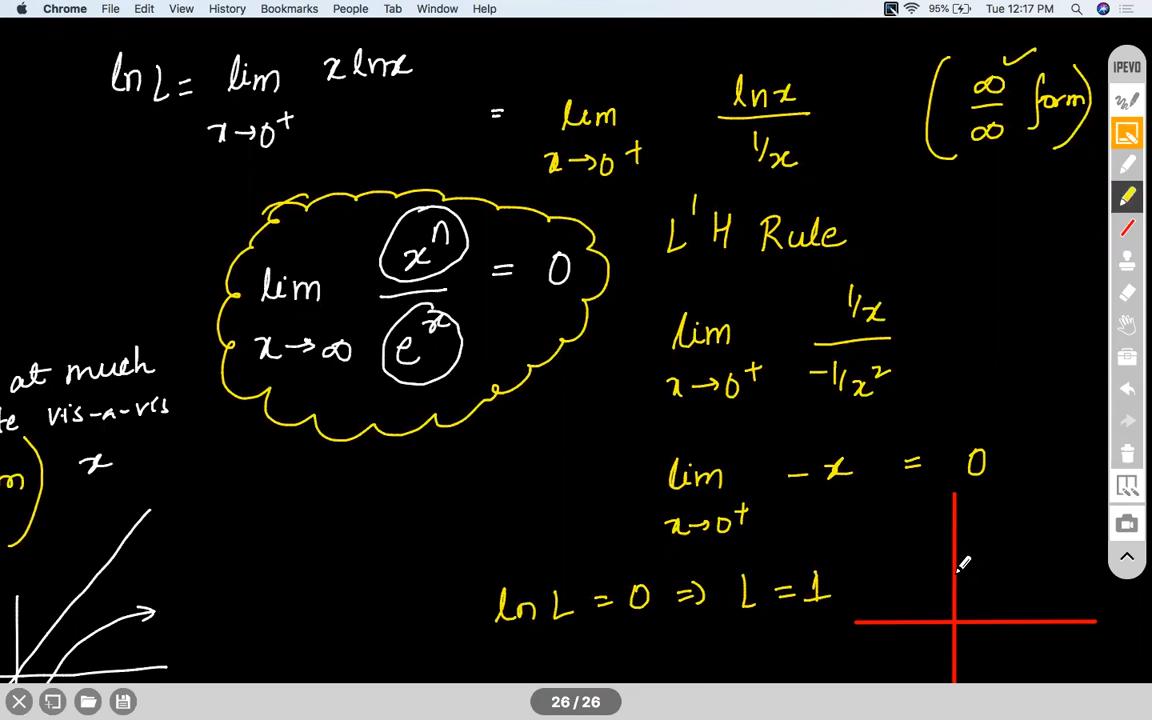 Chrome File Edit View History Bookmarks People Tab Window Help 95% Tue 12:17 PM
IPEVO
ln L = lim x ln x
x→0+
= lim ln x / 1/x
x→0+
( ∞/∞ form )
L'H Rule
lim x^n / e^x = 0
x→∞
lim 1/x / -1/x²
x→0+
at much
te vis-a-vis
x
m)
lim -x = 0
x→0+
ln L = 0 ⇒ L = 1
26 / 26